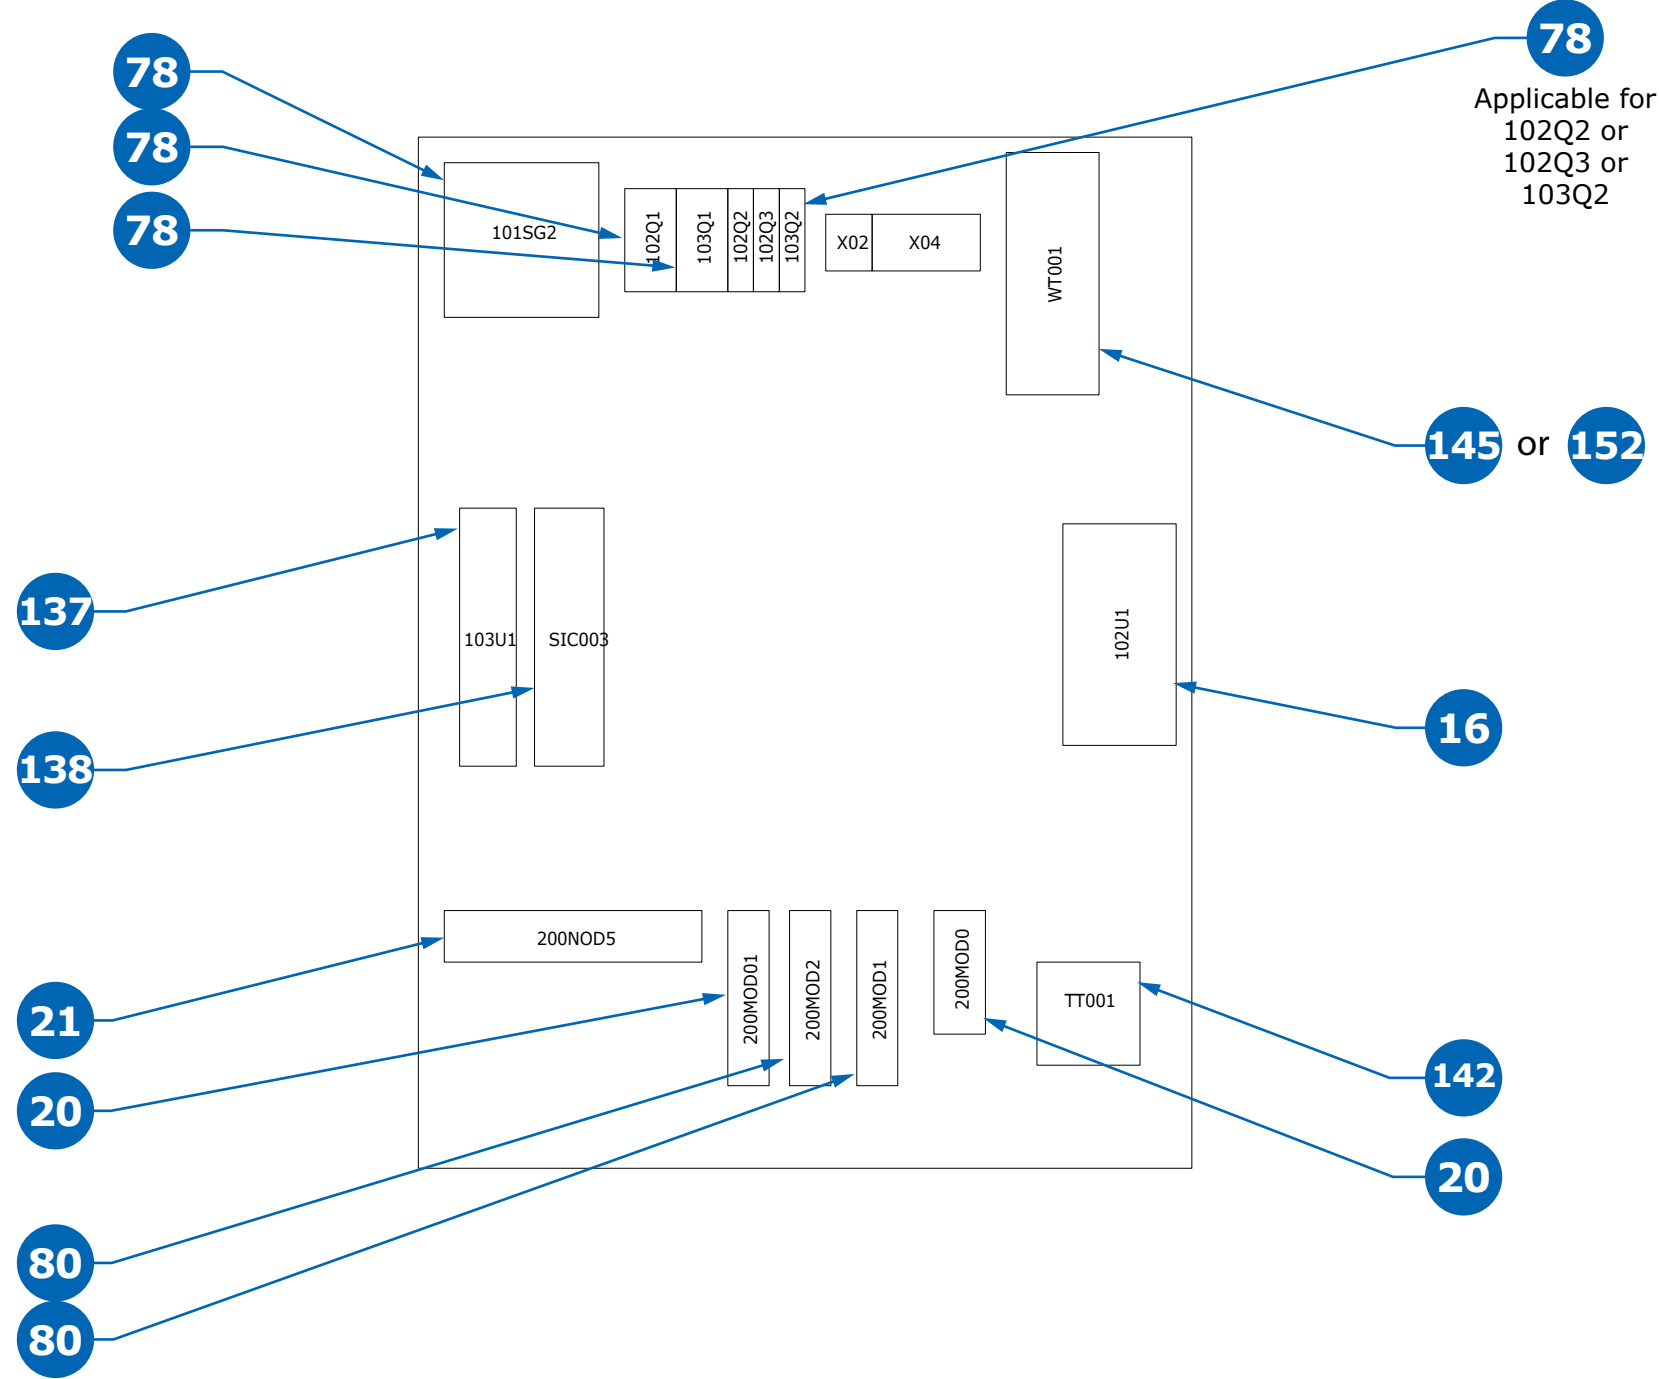 78
78
Applicable for
102Q2 or
102Q3 or
103Q2
78
78
101SG2
102Q1
103Q1
102Q2
102Q3
103Q2
X02
X04
WT001
145 or 152
137
103U1
SIC003
102U1
16
138
200NOD5
200MOD01
200MOD2
200MOD1
200MOD0
TT001
21
142
20
20
80
80